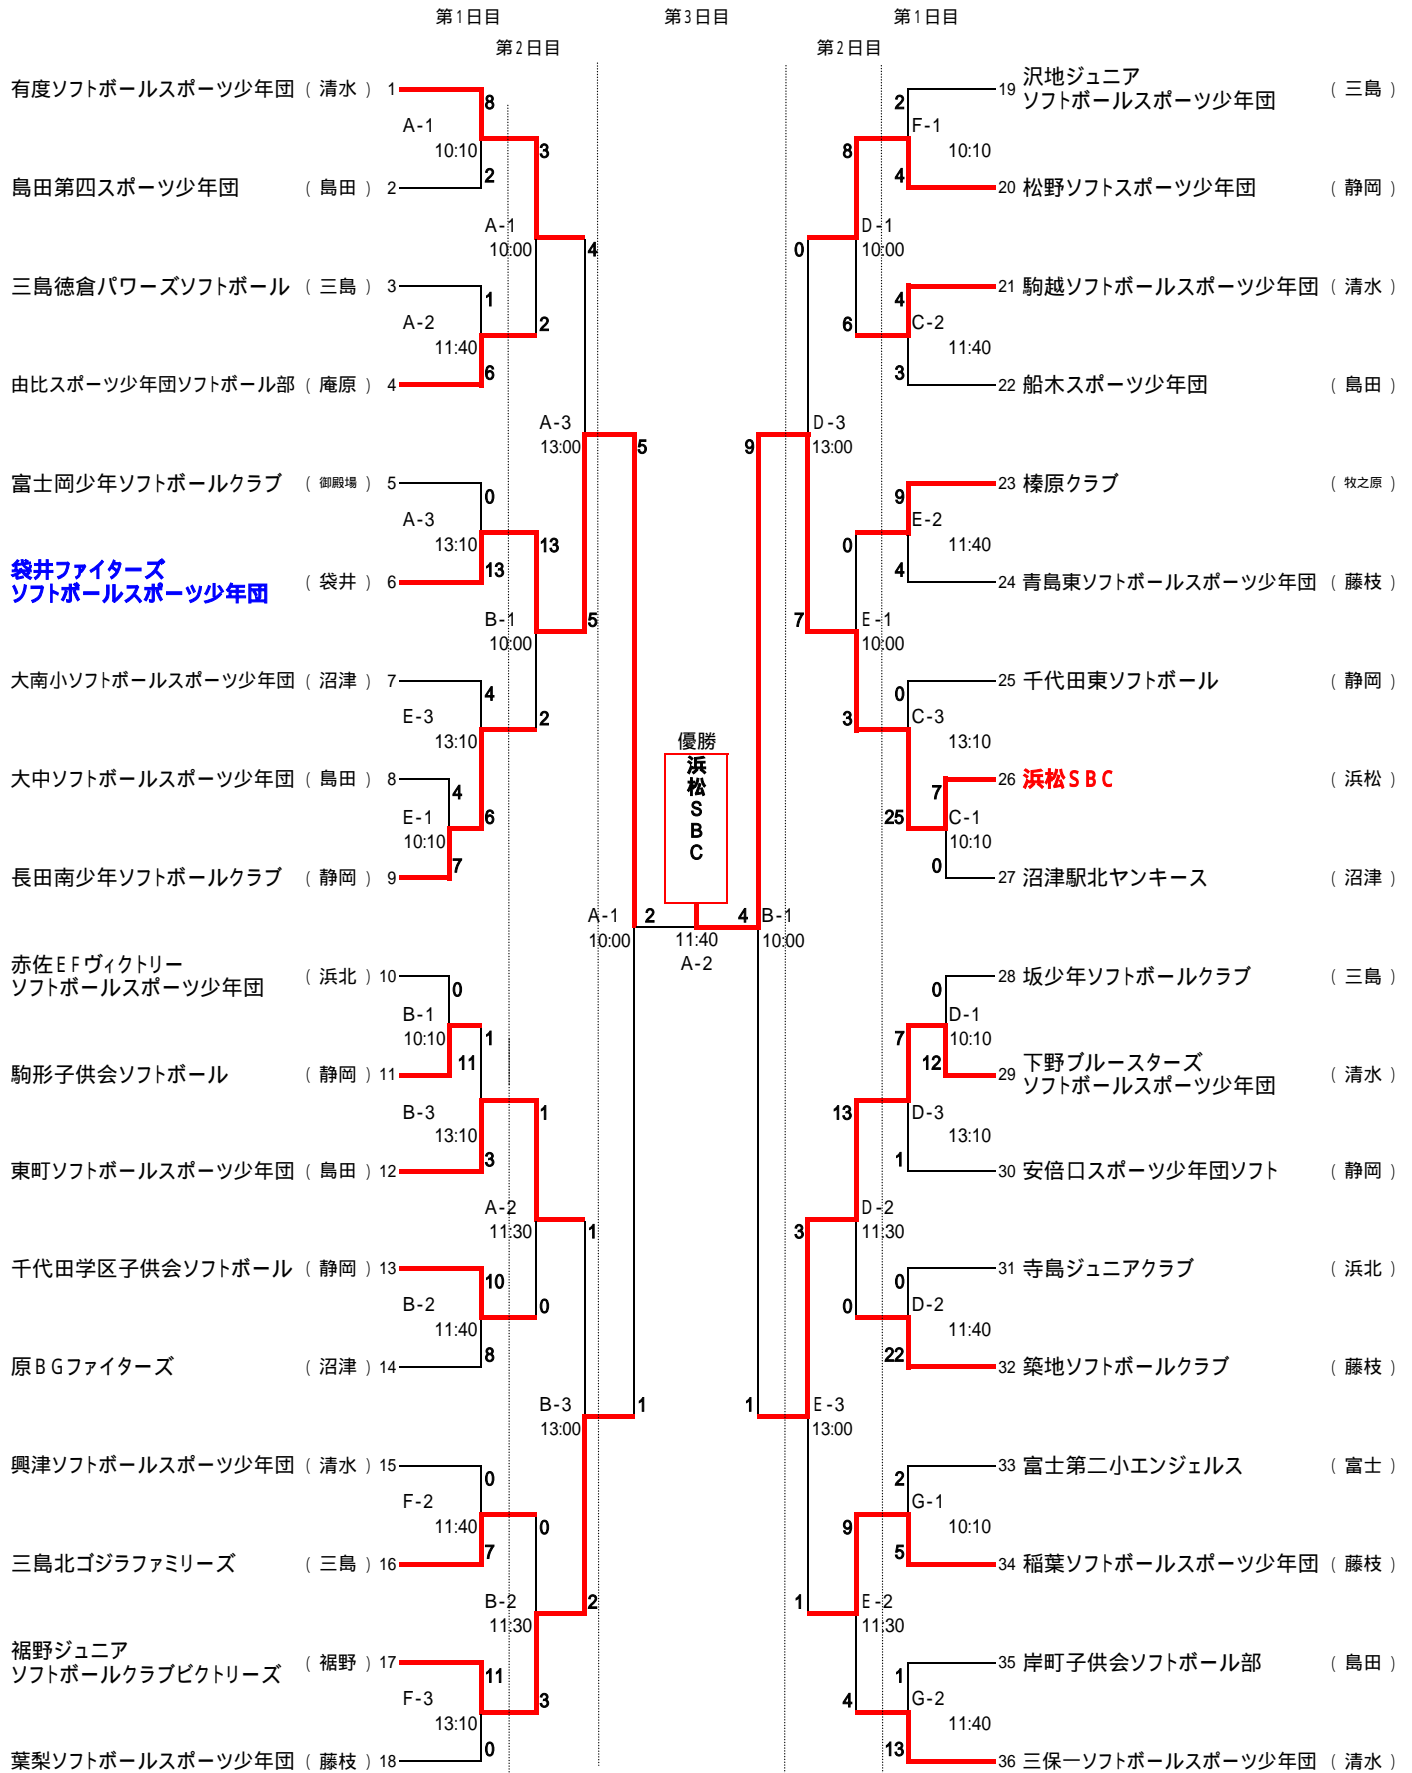 第1日目
第3日目
第1日目
第2日目
第2日目
有度ソフトボールスポーツ少年団 ( 清水 ) 1
8
A-1
10:10
3
2
島田第四スポーツ少年団 ( 島田 ) 2
A-1
10:00
4
三島徳倉パワーズソフトボール ( 三島 ) 3
1
A-2
11:40
2
6
由比スポーツ少年団ソフトボール部 ( 庵原 ) 4
A-3
13:00
5
富士岡少年ソフトボールクラブ ( 御殿場 ) 5
0
A-3
13:10
13
13
袋井ファイターズ
ソフトボールスポーツ少年団 ( 袋井 ) 6
B-1
10:00
5
大南小ソフトボールスポーツ少年団 ( 沼津 ) 7
4
E-3
13:10
2
大中ソフトボールスポーツ少年団 ( 島田 ) 8
4
E-1
10:10
6
7
長田南少年ソフトボールクラブ ( 静岡 ) 9
A-1
10:00
2
赤佐EFヴィクトリー
ソフトボールスポーツ少年団 ( 浜北 ) 10
0
B-1
10:10
1
11
駒形子供会ソフトボール ( 静岡 ) 11
B-3
13:10
1
3
東町ソフトボールスポーツ少年団 ( 島田 ) 12
A-2
11:30
1
千代田学区子供会ソフトボール ( 静岡 ) 13
10
B-2
11:40
0
8
原BGファイターズ ( 沼津 ) 14
B-3
13:00
1
興津ソフトボールスポーツ少年団 ( 清水 ) 15
0
F-2
11:40
0
7
三島北ゴジラファミリーズ ( 三島 ) 16
B-2
11:30
2
裾野ジュニア
ソフトボールクラブビクトリーズ ( 裾野 ) 17
11
F-3
13:10
3
0
葉梨ソフトボールスポーツ少年団 ( 藤枝 ) 18
優勝
浜松SBC
11:40
A-2
19 沢地ジュニア
ソフトボールスポーツ少年団 ( 三島 )
2
F-1
10:10
8
4
20 松野ソフトスポーツ少年団 ( 静岡 )
D-1
10:00
0
21 駒越ソフトボールスポーツ少年団 ( 清水 )
4
C-2
11:40
6
3
22 船木スポーツ少年団 ( 島田 )
D-3
13:00
9
23 榛原クラブ ( 牧之原 )
9
E-2
11:40
0
4
24 青島東ソフトボールスポーツ少年団 ( 藤枝 )
E-1
10:00
7
25 千代田東ソフトボール ( 静岡 )
0
C-3
13:10
3
26 浜松SBC ( 浜松 )
7
C-1
10:10
25
0
27 沼津駅北ヤンキース ( 沼津 )
4
B-1
10:00
28 坂少年ソフトボールクラブ ( 三島 )
0
D-1
10:10
7
12
29 下野ブルースターズ
ソフトボールスポーツ少年団 ( 清水 )
D-3
13:10
13
1
30 安倍口スポーツ少年団ソフト ( 静岡 )
D-2
11:30
3
31 寺島ジュニアクラブ ( 浜北 )
0
D-2
11:40
0
22
32 築地ソフトボールクラブ ( 藤枝 )
E-3
13:00
1
33 富士第二小エンジェルス ( 富士 )
2
G-1
10:10
9
5
34 稲葉ソフトボールスポーツ少年団 ( 藤枝 )
E-2
11:30
1
35 岸町子供会ソフトボール部 ( 島田 )
1
G-2
11:40
4
13
36 三保一ソフトボールスポーツ少年団 ( 清水 )